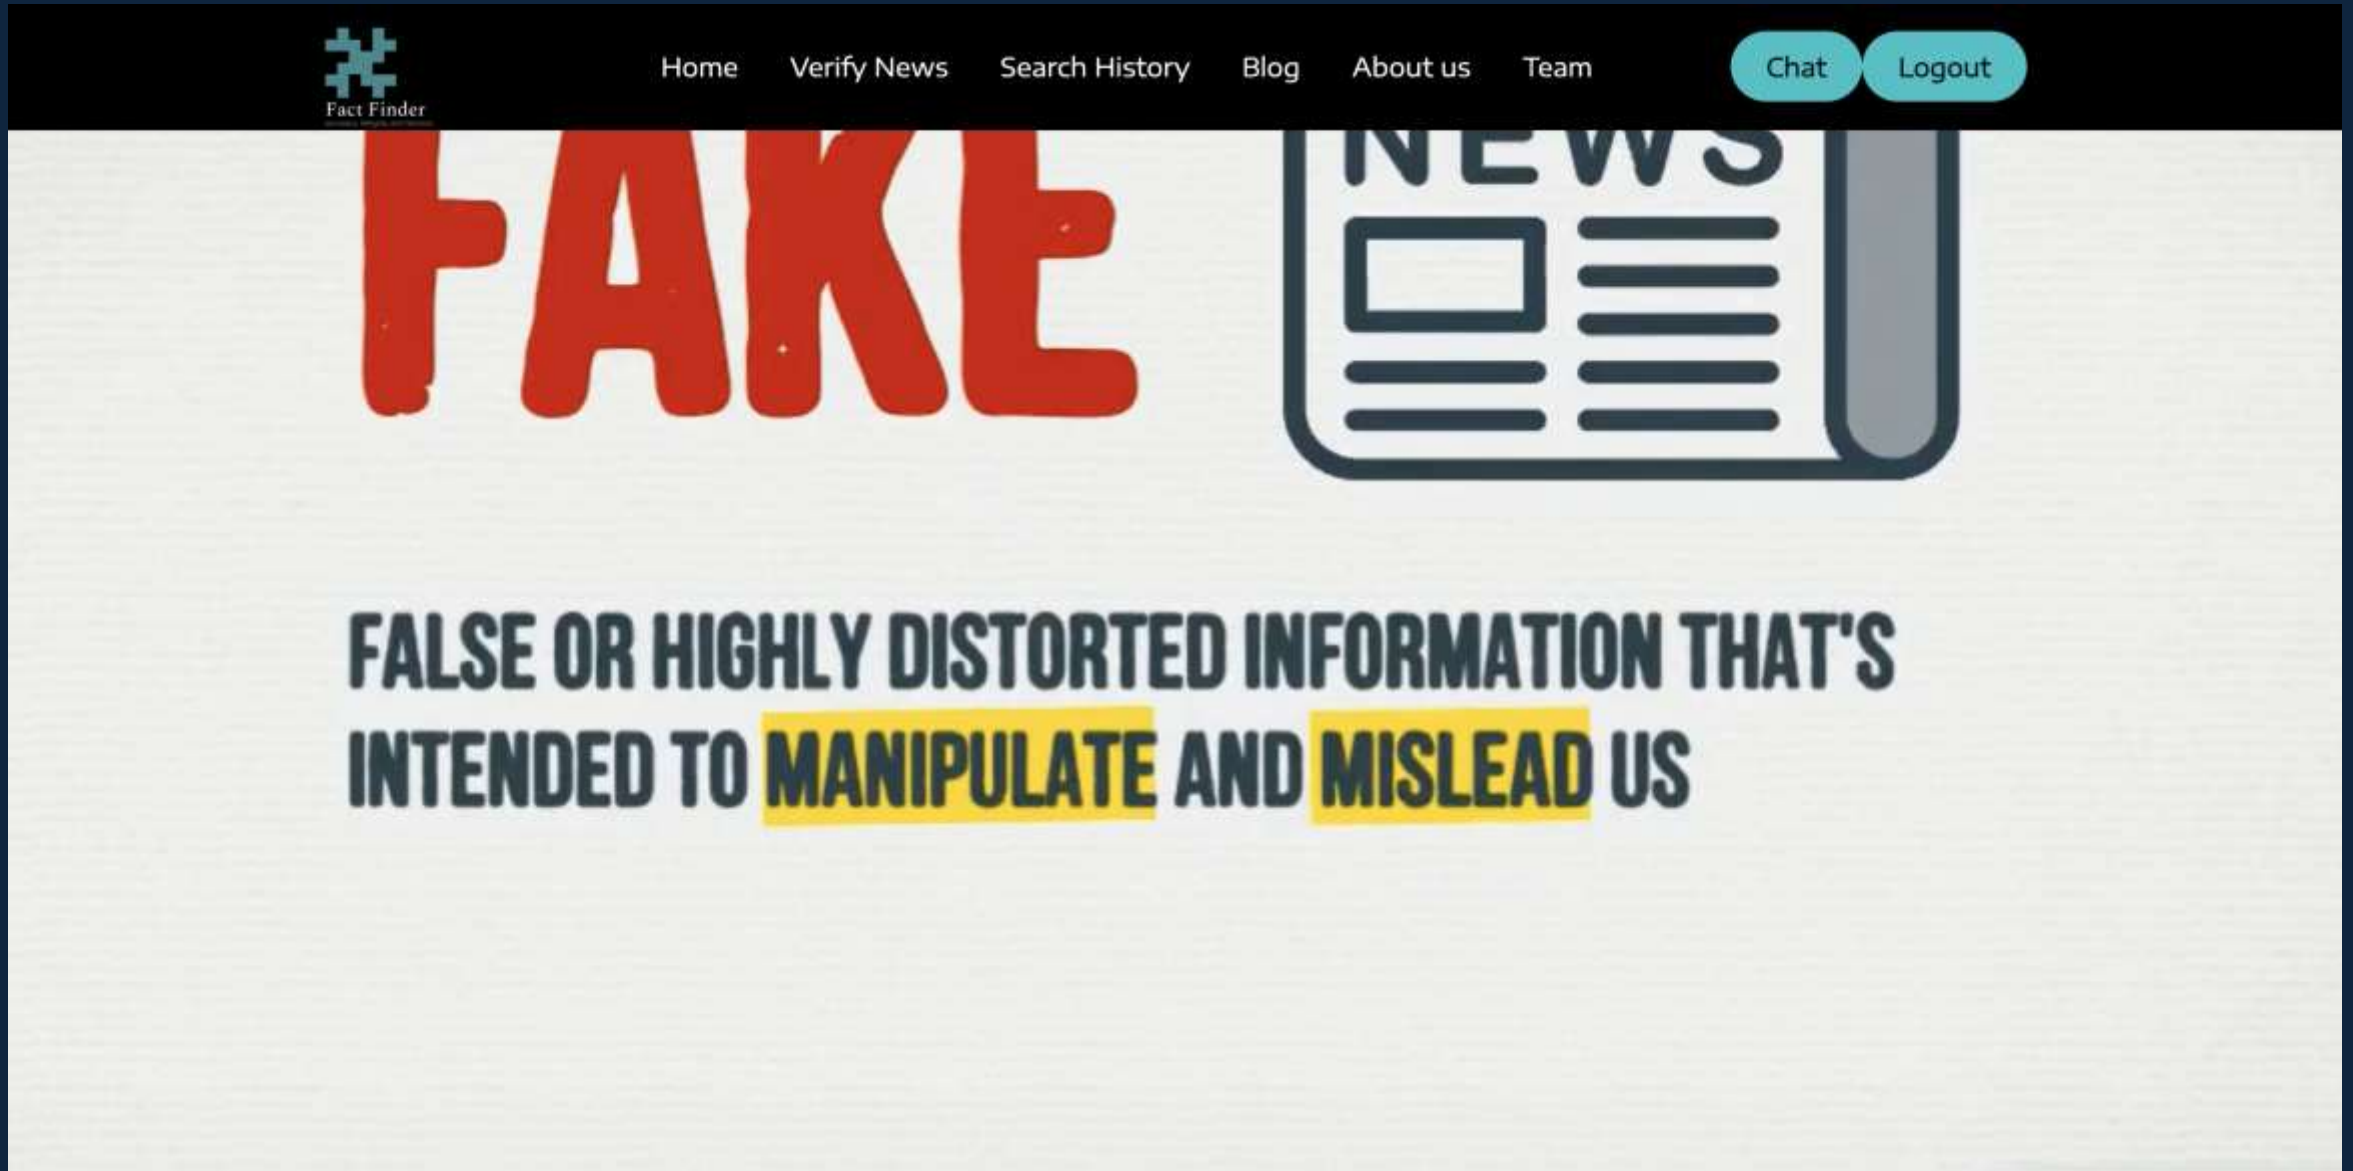 Fact Finder
Home Verify News Search History Blog About us Team Chat Logout
FAKE
NEWS
FALSE OR HIGHLY DISTORTED INFORMATION THAT'S
INTENDED TO MANIPULATE AND MISLEAD US